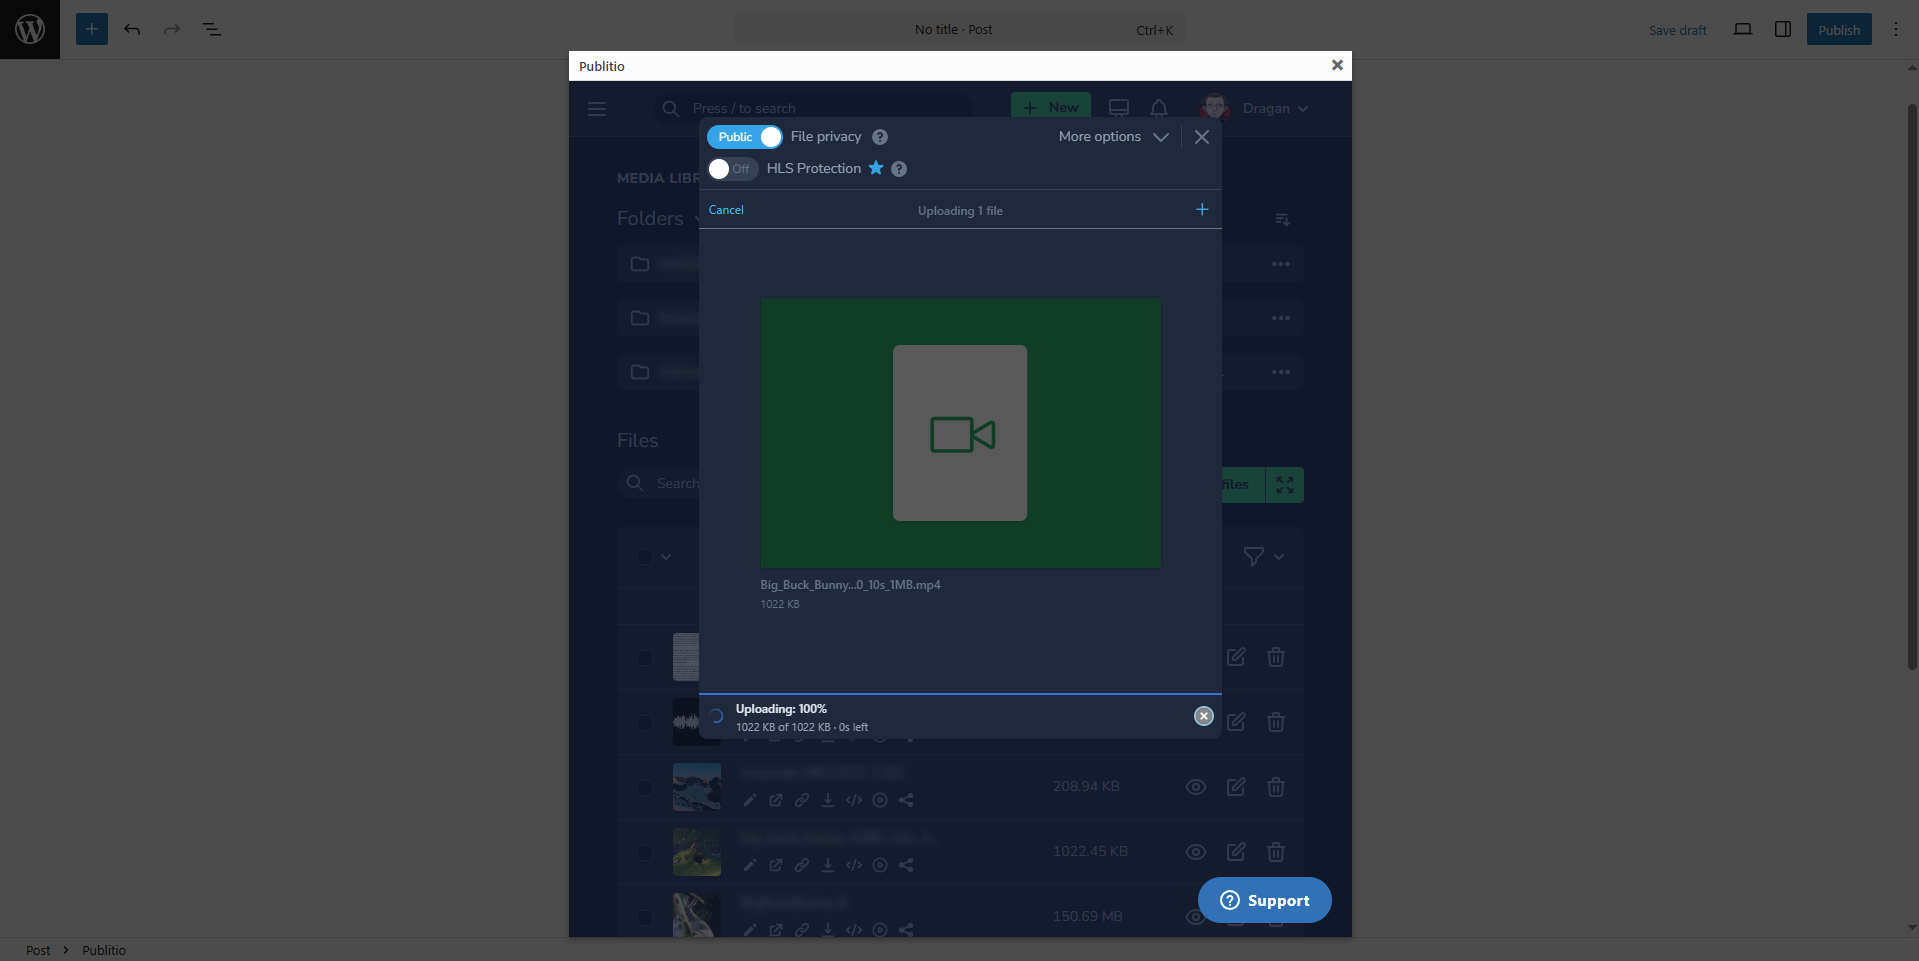 No title · Post
Ctrl+K
Save draft
Publish
Publitio
Press / to search
New
Dragan
Public
File privacy
More options
Off
HLS Protection
MEDIA LIBR
Cancel
Uploading 1 file
Folders
Files
Search
files
Big_Buck_Bunny...0_10s_1MB.mp4
1022 KB
Uploading: 100%
1022 KB of 1022 KB · 0s left
208.94 KB
1022.45 KB
150.69 MB
Support
Post
Publitio